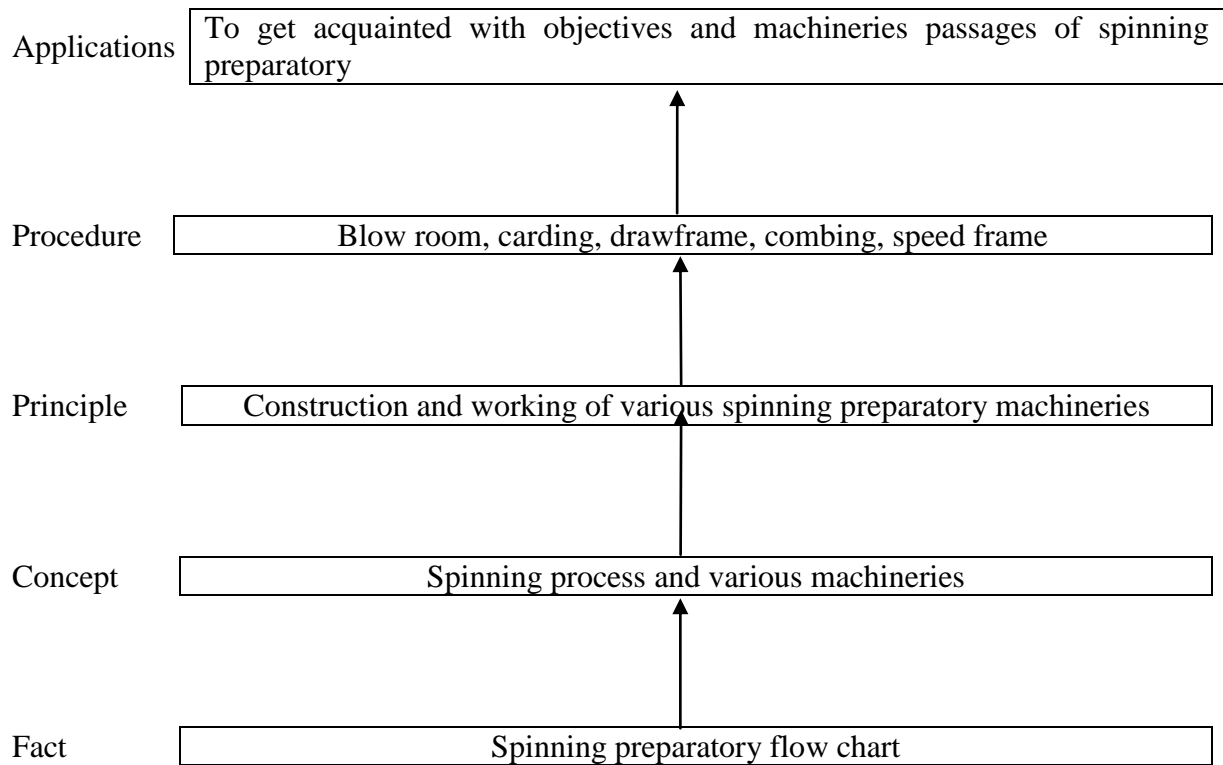 Applications
To get acquainted with objectives and machineries passages of spinning
preparatory
Procedure
Blow room, carding, drawframe, combing, speed frame
Principle
Construction and working of various spinning preparatory machineries
Concept
Spinning process and various machineries
Fact
Spinning preparatory flow chart